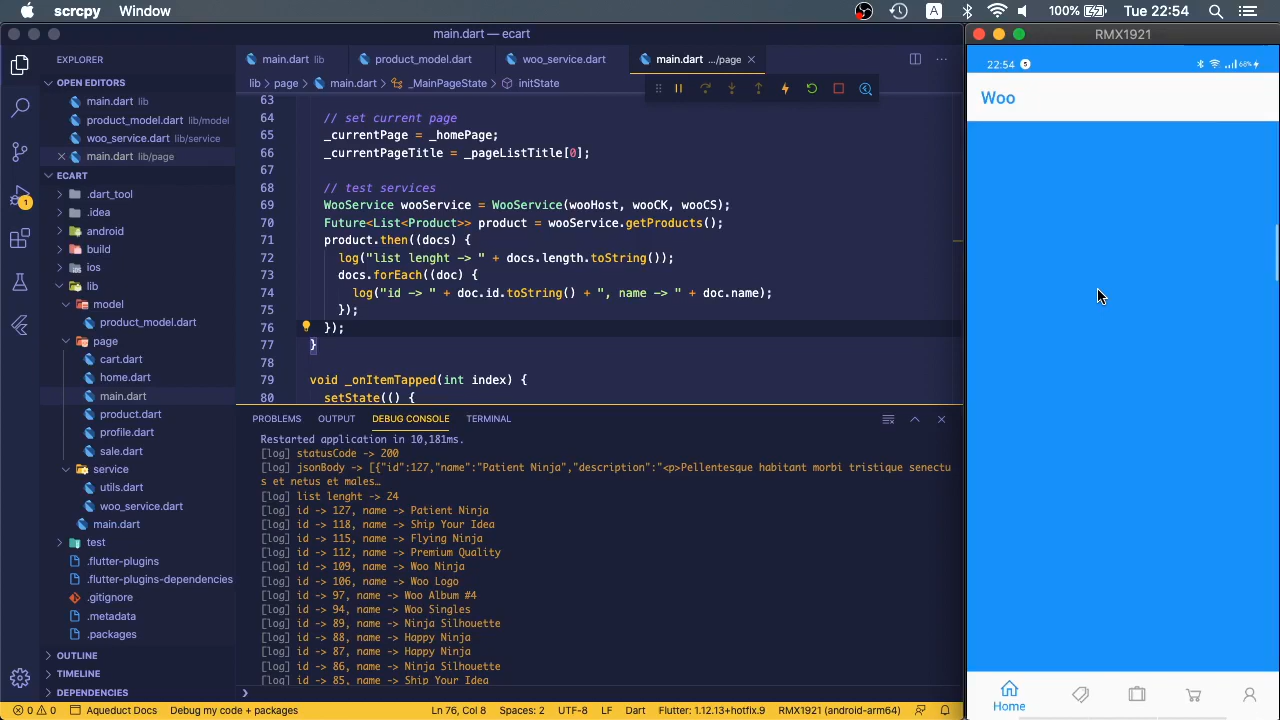 scrcpy Window 100% Tue 22:54
main.dart — ecart
RMX1921
EXPLORER
OPEN EDITORS
main.dart lib
product_model.dart lib/model
woo_service.dart lib/service
main.dart lib/page
ECART
.dart_tool
.idea
android
build
ios
lib
model
product_model.dart
page
cart.dart
home.dart
main.dart
product.dart
profile.dart
sale.dart
service
utils.dart
woo_service.dart
main.dart
test
.flutter-plugins
.flutter-plugins-dependencies
.gitignore
.metadata
.packages
OUTLINE
TIMELINE
DEPENDENCIES
main.dart lib product_model.dart woo_service.dart main.dart .../page
lib > page > main.dart > _MainPageState > initState
63
64 // set current page
65 _currentPage = _homePage;
66 _currentPageTitle = _pageListTitle[0];
67
68 // test services
69 WooService wooService = WooService(wooHost, wooCK, wooCS);
70 Future<List<Product>> product = wooService.getProducts();
71 product.then((docs) {
72 log("list lenght -> " + docs.length.toString());
73 docs.forEach((doc) {
74 log("id -> " + doc.id.toString() + ", name -> " + doc.name);
75 });
76 });
77 }
78
79 void _onItemTapped(int index) {
80 setState(() {
PROBLEMS OUTPUT DEBUG CONSOLE TERMINAL
Restarted application in 10,181ms.
[log] statusCode -> 200
[log] jsonBody -> [{"id":127,"name":"Patient Ninja","description":"<p>Pellentesque habitant morbi tristique senectu
s et netus et males…
[log] list lenght -> 24
[log] id -> 127, name -> Patient Ninja
[log] id -> 118, name -> Ship Your Idea
[log] id -> 115, name -> Flying Ninja
[log] id -> 112, name -> Premium Quality
[log] id -> 109, name -> Woo Ninja
[log] id -> 106, name -> Woo Logo
[log] id -> 97, name -> Woo Album #4
[log] id -> 94, name -> Woo Singles
[log] id -> 89, name -> Ninja Silhouette
[log] id -> 88, name -> Happy Ninja
[log] id -> 87, name -> Happy Ninja
[log] id -> 86, name -> Ninja Silhouette
[log] id -> 85, name -> Ship Your Idea
1
0 0 Aqueduct Docs Debug my code + packages Ln 76, Col 8 Spaces: 2 UTF-8 LF Dart Flutter: 1.12.13+hotfix.9 RMX1921 (android-arm64)
22:54 68%
Woo
Home